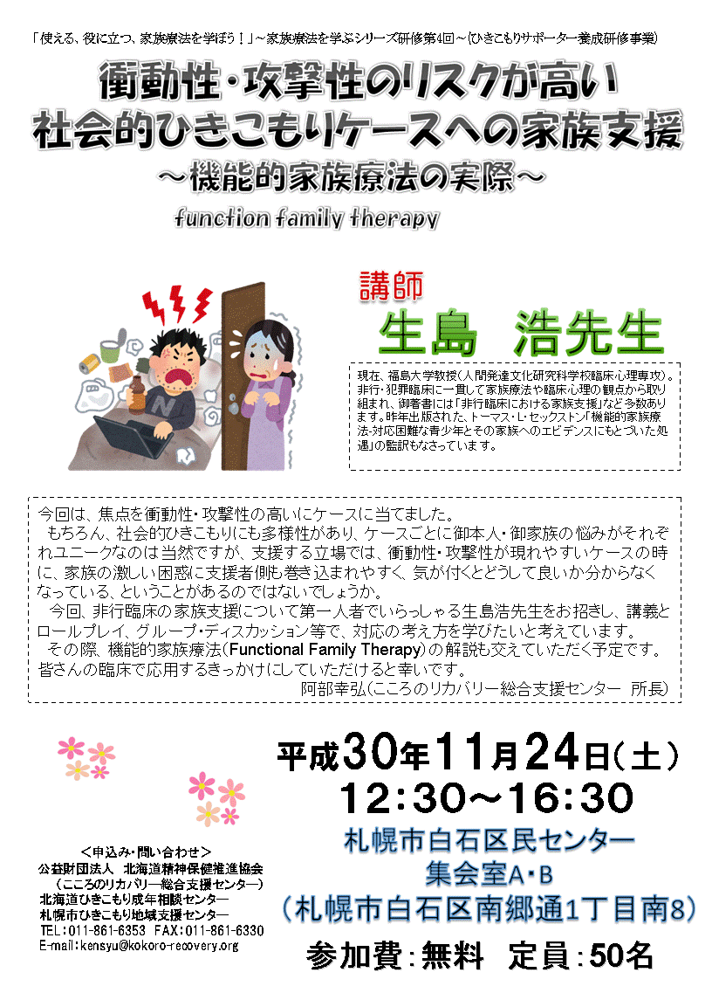 「使える、役に立つ、家族療法を学ぼう！」～家族療法を学ぶシリーズ研修第4回～(ひきこもりサポーター養成研修事業)
衝動性・攻撃性のリスクが高い
社会的ひきこもりケースへの家族支援
～機能的家族療法の実際～
function family therapy
講師
生島　浩先生
現在、福島大学教授(人間発達文化研究科学校臨床心理専攻)。
非行・犯罪臨床に一貫して家族療法や臨床心理の観点から取り
組まれ、御著書には「非行臨床における家族支援」など多数あり
ます。昨年出版された、トーマス・L・セックストン「機能的家族療
法-対応困難な青少年とその家族へのエビデンスにもとづいた処
遇」の監訳もなさっています。
N
今回は、焦点を衝動性・攻撃性の高いにケースに当てました。
もちろん、社会的ひきこもりにも多様性があり、ケースごとに御本人・御家族の悩みがそれぞ
れユニークなのは当然ですが、支援する立場では、衝動性・攻撃性が現れやすいケースの時
に、家族の激しい困惑に支援者側も巻き込まれやすく、気が付くとどうして良いか分からなく
なっている、ということがあるのではないでしょうか。
今回、非行臨床の家族支援について第一人者でいらっしゃる生島浩先生をお招きし、講義と
ロールプレイ、グループ・ディスカッション等で、対応の考え方を学びたいと考えています。
その際、機能的家族療法(Functional Family Therapy)の解説も交えていただく予定です。
皆さんの臨床で応用するきっかけにしていただけると幸いです。
阿部幸弘(こころのリカバリー総合支援センター　所長)
平成30年11月24日(土)
12：30～16：30
札幌市白石区民センター
集会室A・B
(札幌市白石区南郷通1丁目南8)
参加費：無料　定員：50名
＜申込み・問い合わせ＞
公益財団法人　北海道精神保健推進協会
(こころのリカバリー総合支援センター)
北海道ひきこもり成年相談センター
札幌市ひきこもり地域支援センター
TEL：011-861-6353　FAX：011-861-6330
E-mail：kensyu@kokoro-recovery.org